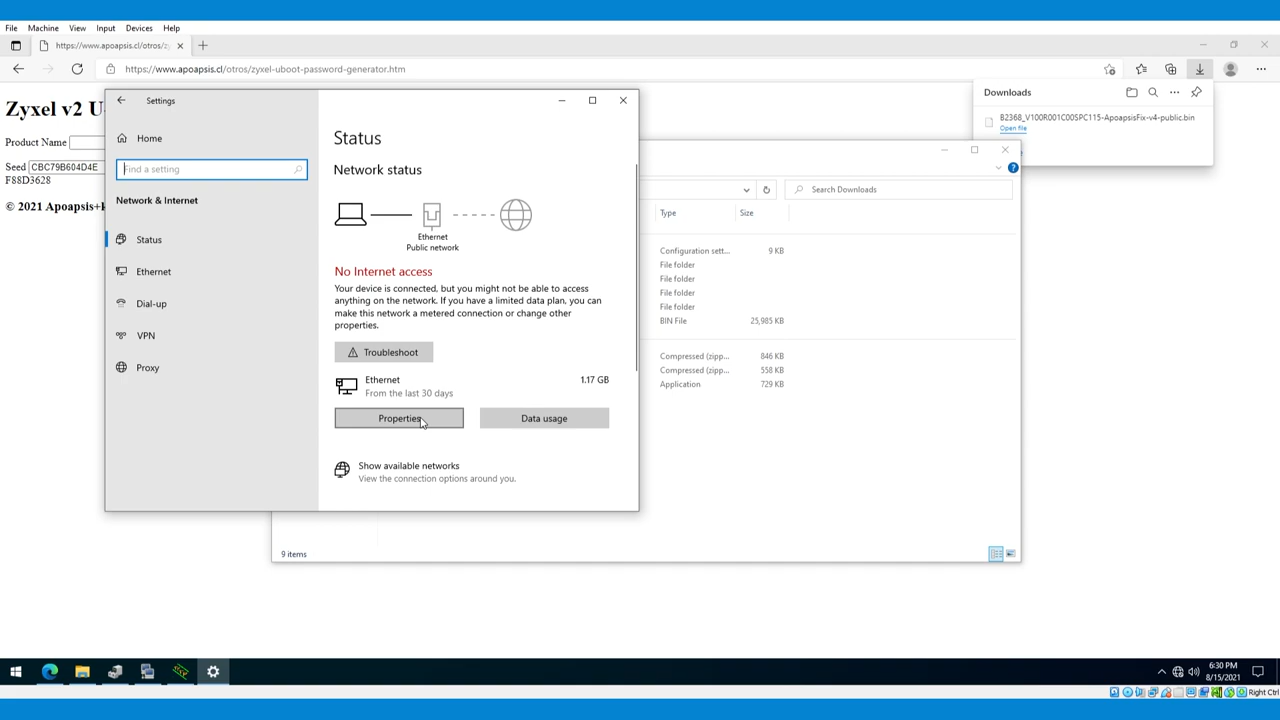 File Machine View Input Devices Help
https://www.apoapsis.cl/otros/z
https://www.apoapsis.cl/otros/zyxel-uboot-password-generator.htm
Zyxel v2 U
Product Name
Seed CBC79B604D4E
F88D3628
© 2021 Apoapsis+
Downloads
B2368_V100R001C00SPC115-ApoapsisFix-v4-public.bin
Open file
Settings
Home
Find a setting
Network & Internet
Status
Ethernet
Dial-up
VPN
Proxy
Status
Network status
Ethernet
Public network
No Internet access
Your device is connected, but you might not be able to access
anything on the network. If you have a limited data plan, you can
make this network a metered connection or change other
properties.
Troubleshoot
Ethernet 1.17 GB
From the last 30 days
Properties Data usage
Show available networks
View the connection options around you.
Search Downloads
Type Size
Configuration sett... 9 KB
File folder
File folder
File folder
File folder
BIN File 25,985 KB
Compressed (zipp... 846 KB
Compressed (zipp... 558 KB
Application 729 KB
9 items
6:30 PM
8/15/2021
Right Ctrl